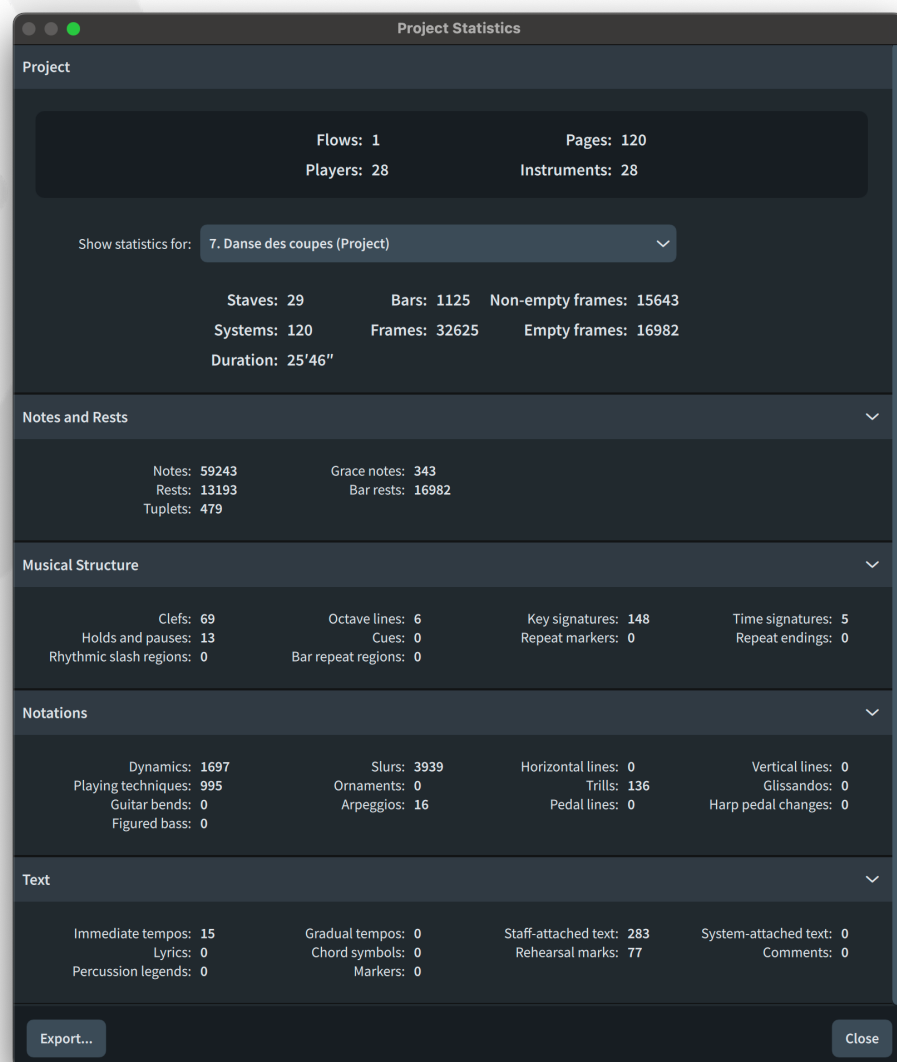 Project Statistics
Project
Flows: 1 Pages: 120
Players: 28 Instruments: 28
Show statistics for: 7. Danse des coupes (Project)
Staves: 29 Bars: 1125 Non-empty frames: 15643
Systems: 120 Frames: 32625 Empty frames: 16982
Duration: 25′46″
Notes and Rests
Notes: 59243 Grace notes: 343
Rests: 13193 Bar rests: 16982
Tuplets: 479
Musical Structure
Clefs: 69 Octave lines: 6 Key signatures: 148 Time signatures: 5
Holds and pauses: 13 Cues: 0 Repeat markers: 0 Repeat endings: 0
Rhythmic slash regions: 0 Bar repeat regions: 0
Notations
Dynamics: 1697 Slurs: 3939 Horizontal lines: 0 Vertical lines: 0
Playing techniques: 995 Ornaments: 0 Trills: 136 Glissandos: 0
Guitar bends: 0 Arpeggios: 16 Pedal lines: 0 Harp pedal changes: 0
Figured bass: 0
Text
Immediate tempos: 15 Gradual tempos: 0 Staff-attached text: 283 System-attached text: 0
Lyrics: 0 Chord symbols: 0 Rehearsal marks: 77 Comments: 0
Percussion legends: 0 Markers: 0
Export... Close